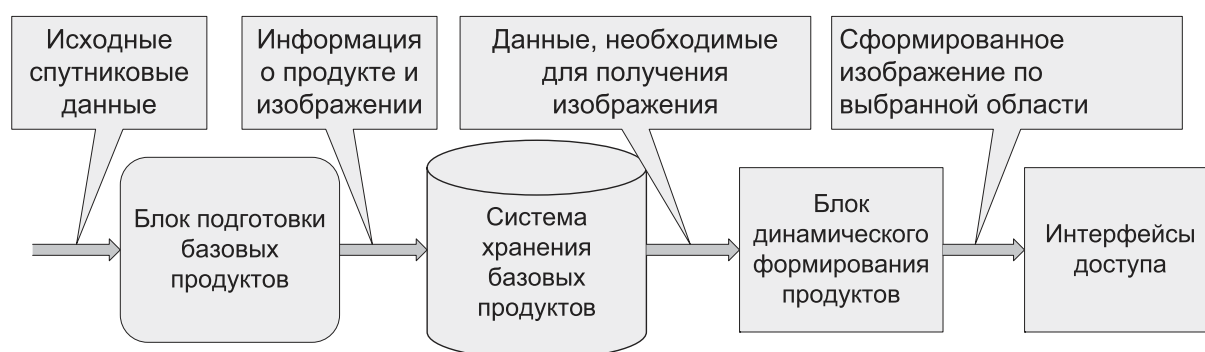 Исходные
спутниковые
данные
Информация
о продукте и
изображении
Данные, необходимые
для получения
изображения
Сформированное
изображение по
выбранной области
Блок подготовки
базовых
продуктов
Система
хранения
базовых
продуктов
Блок
динамического
формирования
продуктов
Интерфейсы
доступа